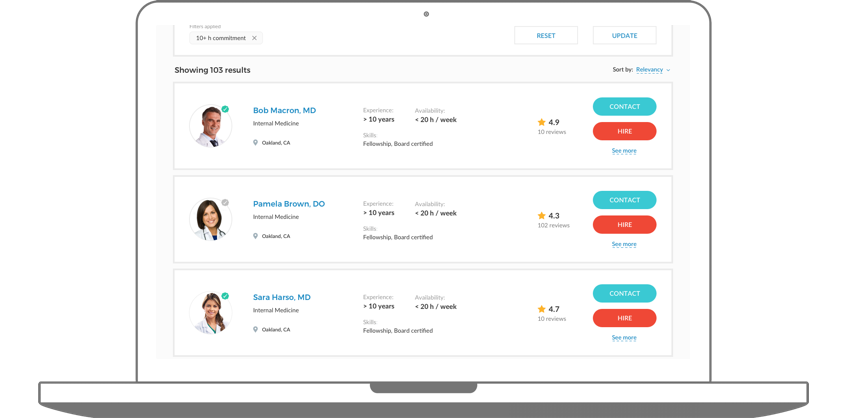 Filters applied
10+ h commitment
RESET
UPDATE
Showing 103 results
Sort by: Relevancy
Bob Macron, MD
Internal Medicine
Oakland, CA
Experience:
> 10 years
Availability:
< 20 h / week
Skills
Fellowship, Board certified
4.9
10 reviews
CONTACT
HIRE
See more
Pamela Brown, DO
Internal Medicine
Oakland, CA
Experience:
> 10 years
Availability:
< 20 h / week
Skills
Fellowship, Board certified
4.3
102 reviews
CONTACT
HIRE
See more
Sara Harso, MD
Internal Medicine
Oakland, CA
Experience:
> 10 years
Availability:
< 20 h / week
Skills
Fellowship, Board certified
4.7
10 reviews
CONTACT
HIRE
See more